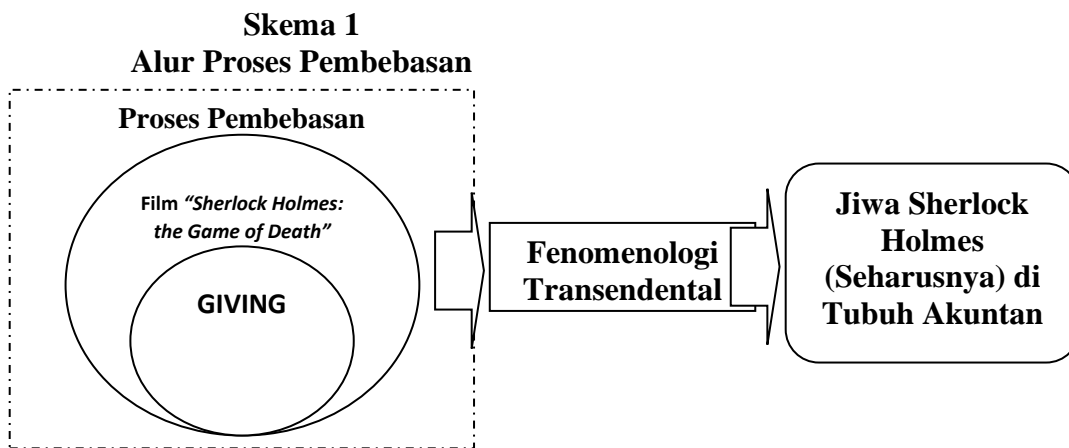 Skema 1
Alur Proses Pembebasan
Proses Pembebasan
Film “Sherlock Holmes:
the Game of Death”
GIVING
Fenomenologi
Transendental
Jiwa Sherlock
Holmes
(Seharusnya) di
Tubuh Akuntan